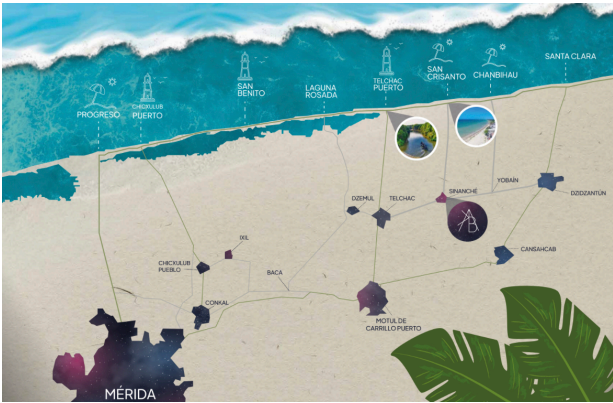 PROGRESO
CHICXULUB
PUERTO
SAN
BENITO
LAGUNA
ROSADA
TELCHAC
PUERTO
SAN
CRISANTO
CHANBIHAU
SANTA CLARA
DZEMUL
TELCHAC
SINANCHÉ
YOBAÍN
DZIDZANTÚN
IXIL
CHICXULUB
PUEBLO
BACA
CANSAHCAB
CONKAL
MOTUL DE
CARRILLO PUERTO
MÉRIDA